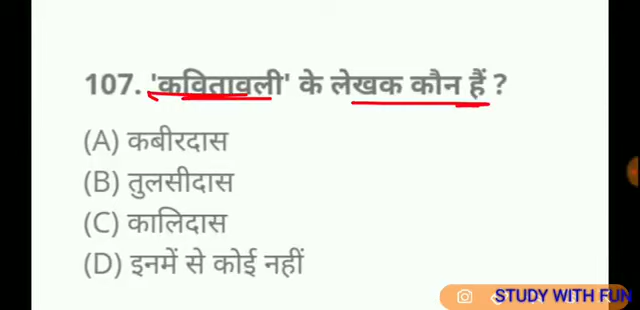 107. 'कवितावली' के लेखक कौन हैं ?
(A) कबीरदास
(B) तुलसीदास
(C) कालिदास
(D) इनमें से कोई नहीं
STUDY WITH FUN